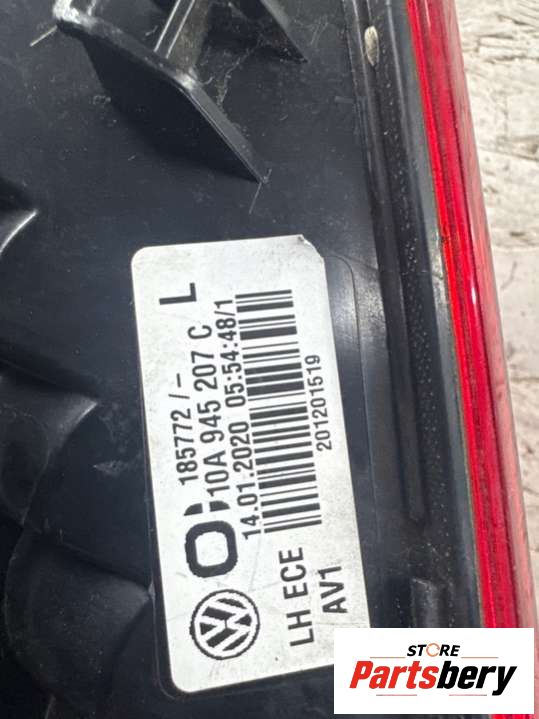 185772 / - L
10A 945 207 C
14.01.2020 05:54:48/1
201201519
LH ECE
AV1
STORE
Partsbery